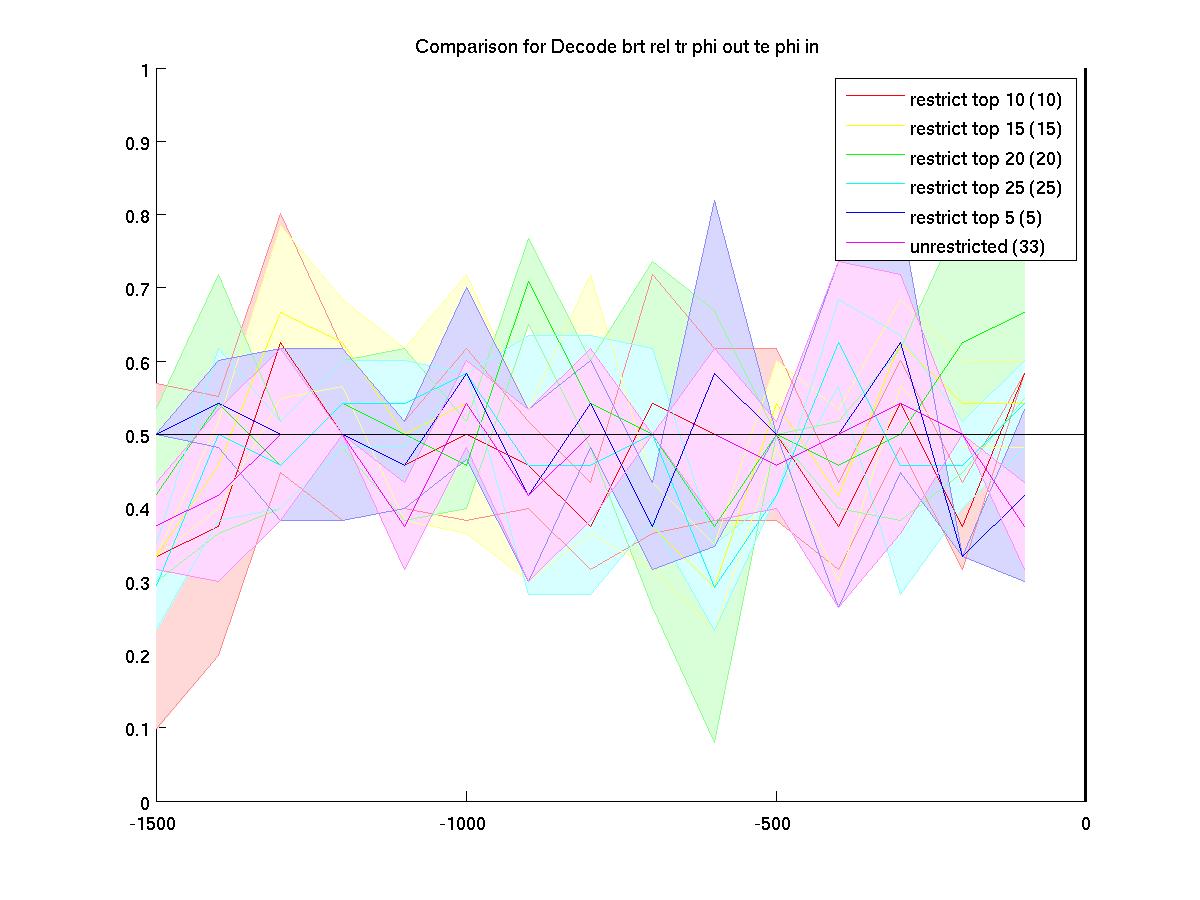 Comparison for Decode brt rel tr phi out te phi in
1
0.9
0.8
0.7
0.6
0.5
0.4
0.3
0.2
0.1
0
-1500
-1000
-500
0
restrict top 10 (10)
restrict top 15 (15)
restrict top 20 (20)
restrict top 25 (25)
restrict top 5 (5)
unrestricted (33)